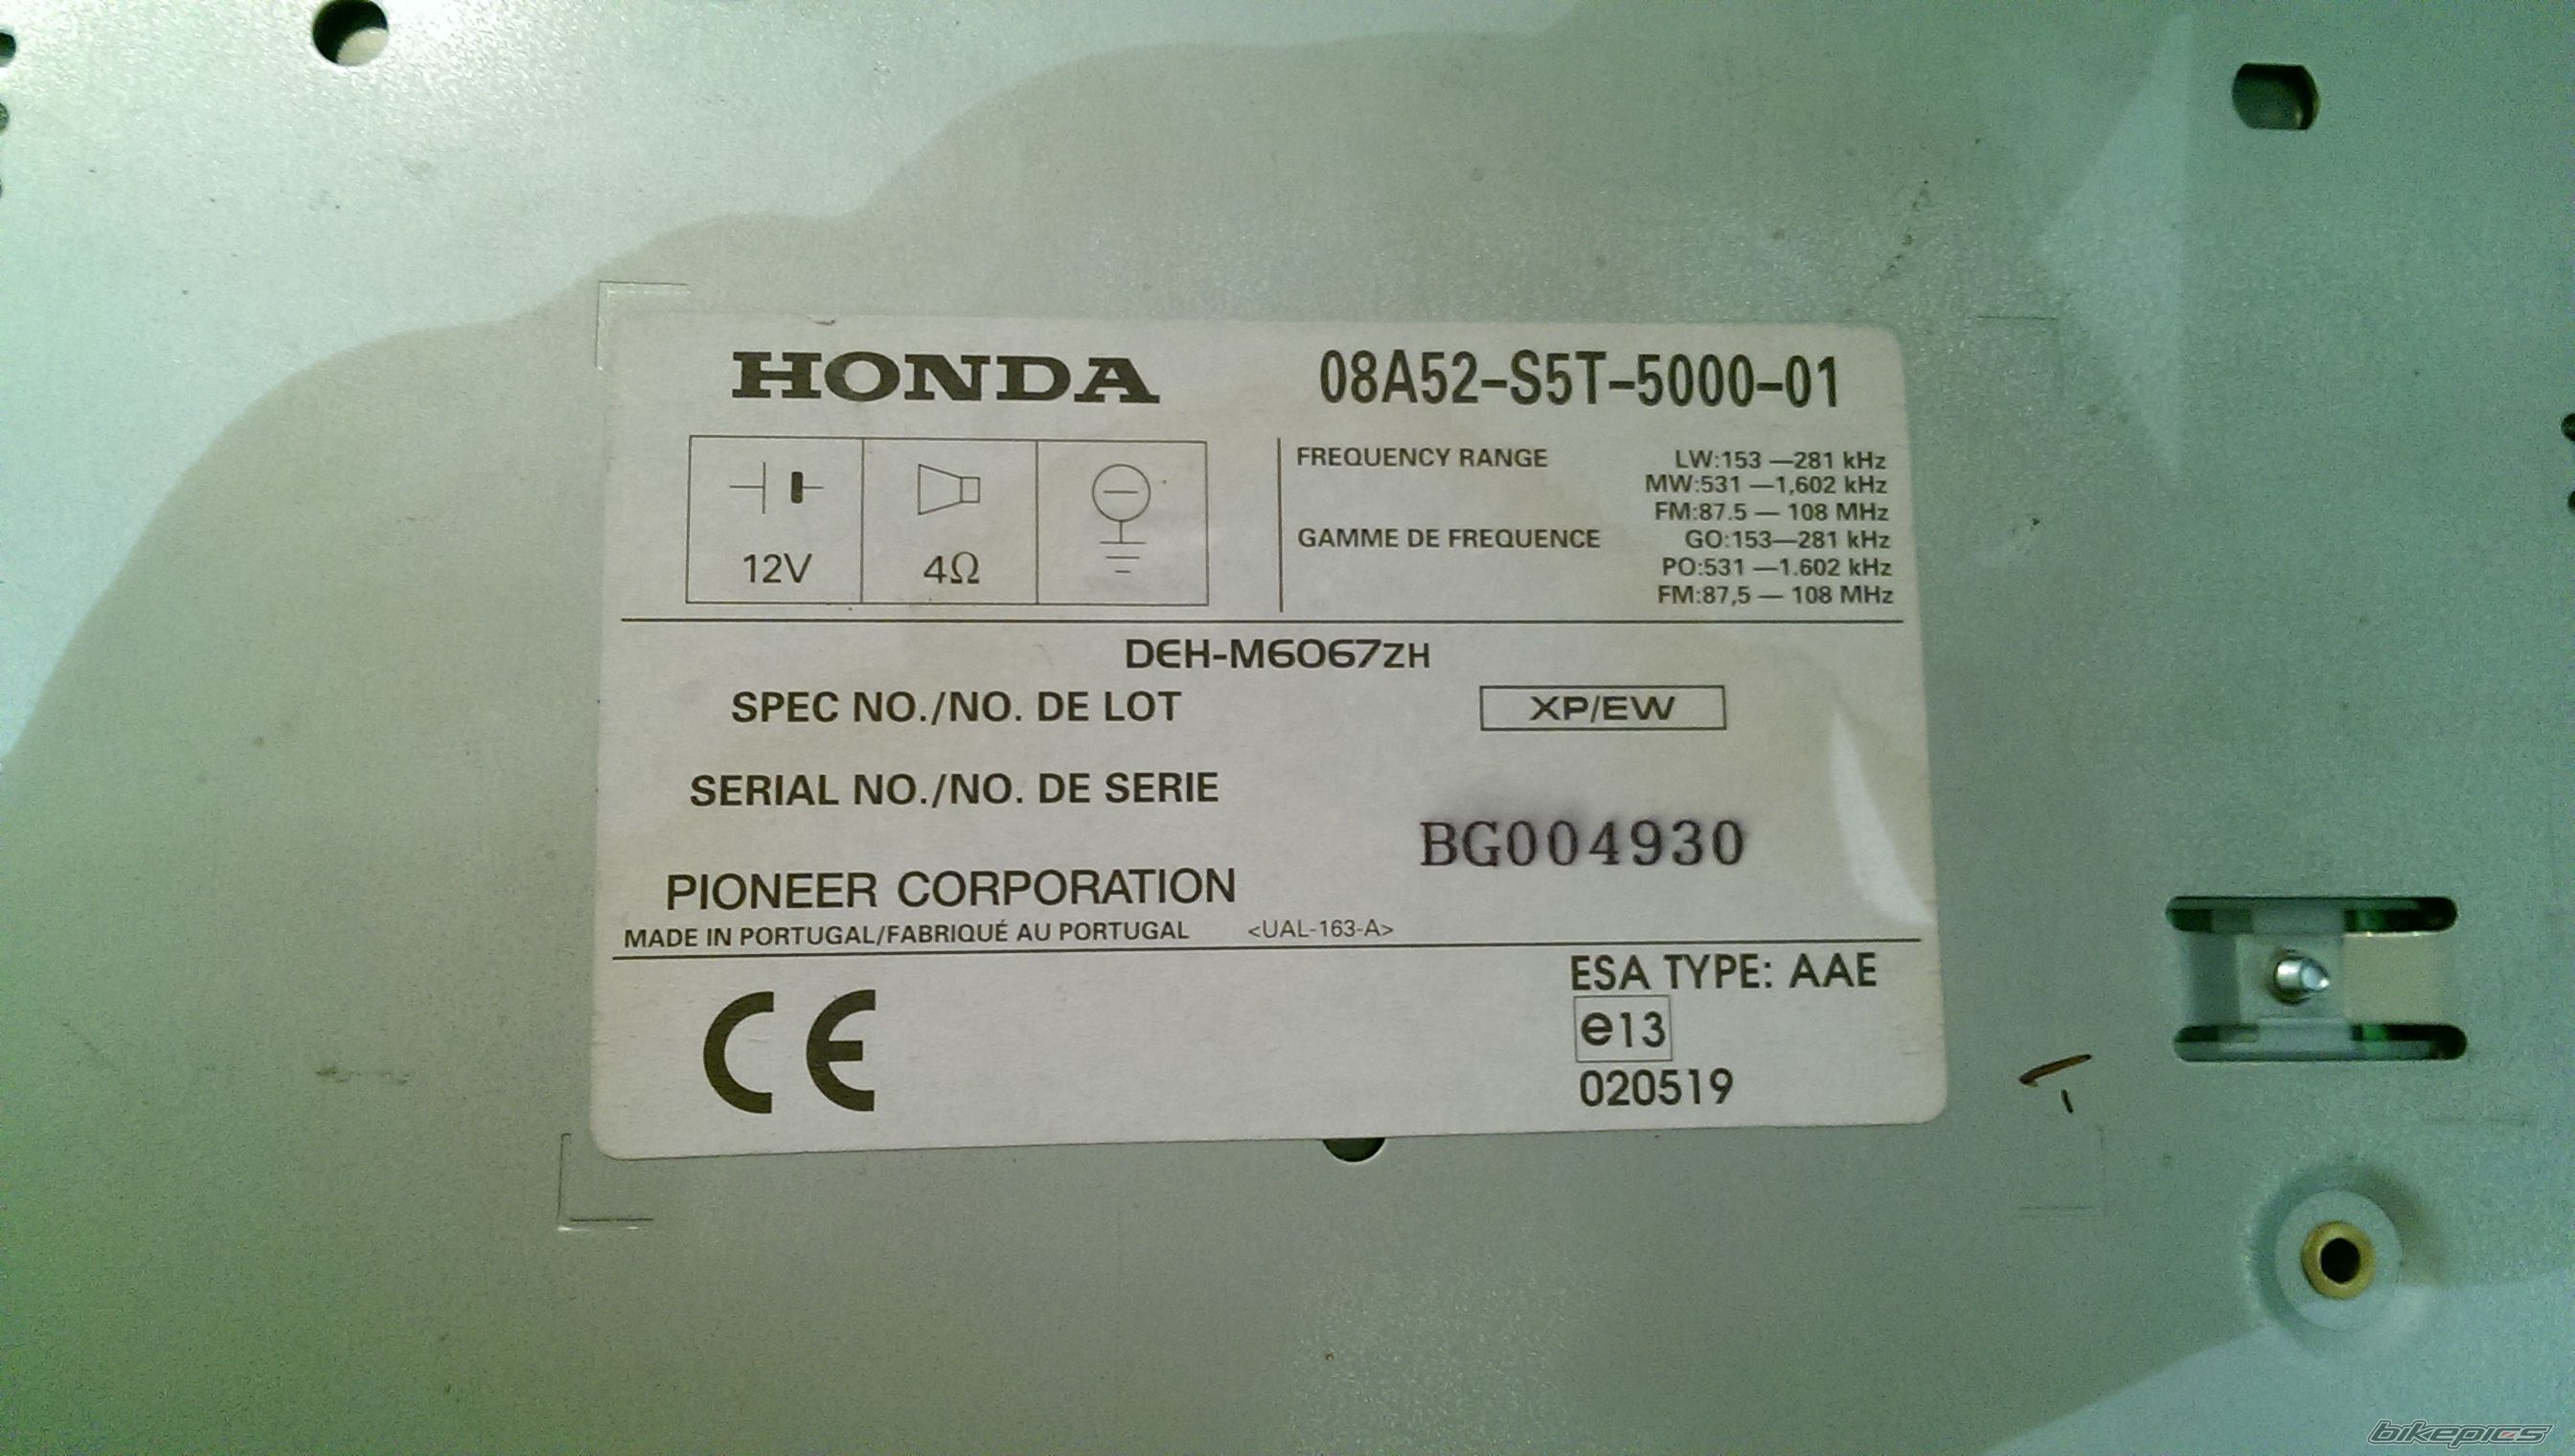 HONDA 08A52-S5T-5000-01
12V 4Ω
FREQUENCY RANGE LW:153 —281 kHz
MW:531 —1,602 kHz
FM:87.5 — 108 MHz
GAMME DE FREQUENCE GO:153—281 kHz
PO:531 —1.602 kHz
FM:87,5 — 108 MHz
DEH-M6067ZH
SPEC NO./NO. DE LOT XP/EW
SERIAL NO./NO. DE SERIE
BG004930
PIONEER CORPORATION
MADE IN PORTUGAL/FABRIQUÉ AU PORTUGAL <UAL-163-A>
CE
ESA TYPE: AAE
e13
020519
bikepics